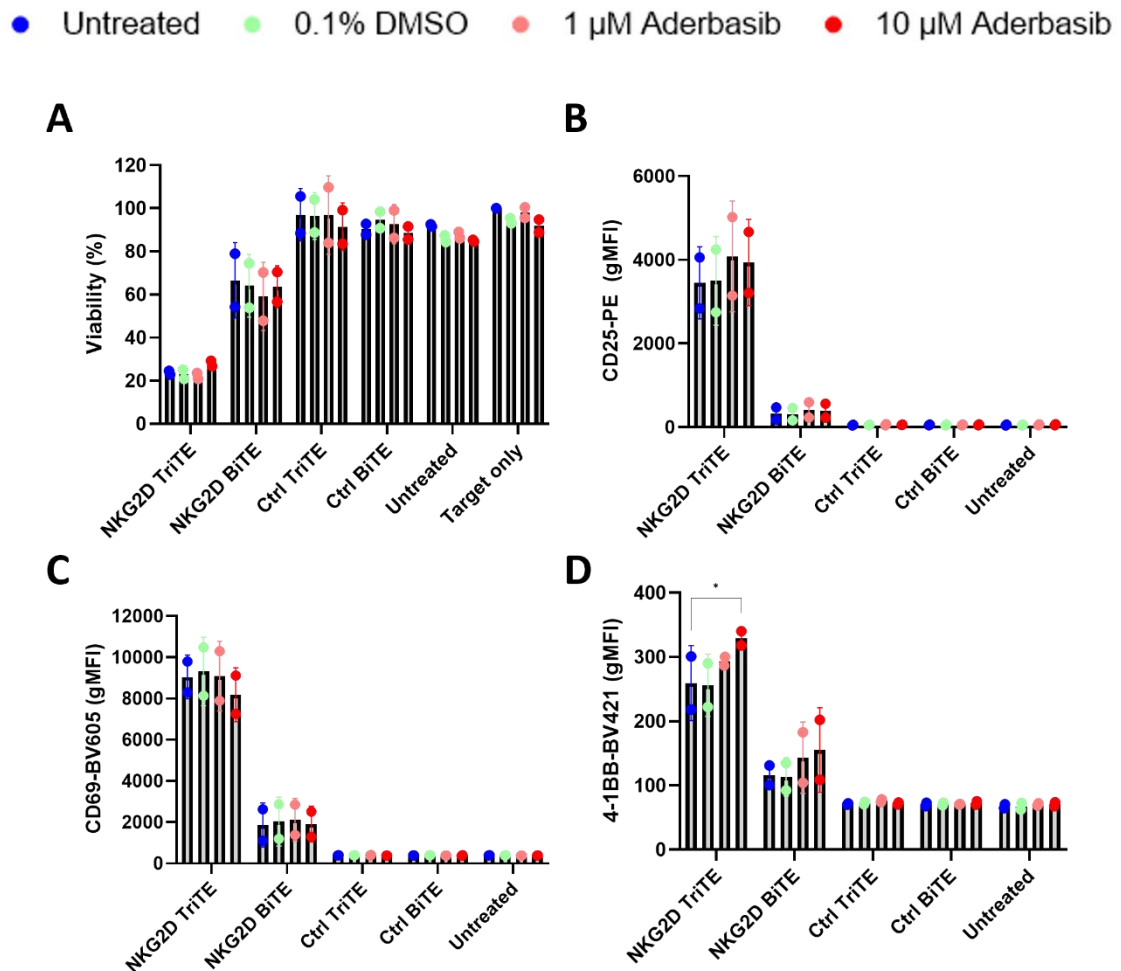 Untreated 0.1% DMSO 1 µM Aderbasib 10 µM Aderbasib
A
Viability (%)
120
100
80
60
40
20
0
NKG2D TriTE
NKG2D BiTE
Ctrl TriTE
Ctrl BiTE
Untreated
Target only
B
CD25-PE (gMFI)
6000
4000
2000
0
NKG2D TriTE
NKG2D BiTE
Ctrl TriTE
Ctrl BiTE
Untreated
C
CD69-BV605 (gMFI)
12000
10000
8000
6000
4000
2000
0
NKG2D TriTE
NKG2D BiTE
Ctrl TriTE
Ctrl BiTE
Untreated
D
4-1BB-BV421 (gMFI)
400
300
200
100
0
*
NKG2D TriTE
NKG2D BiTE
Ctrl TriTE
Ctrl BiTE
Untreated